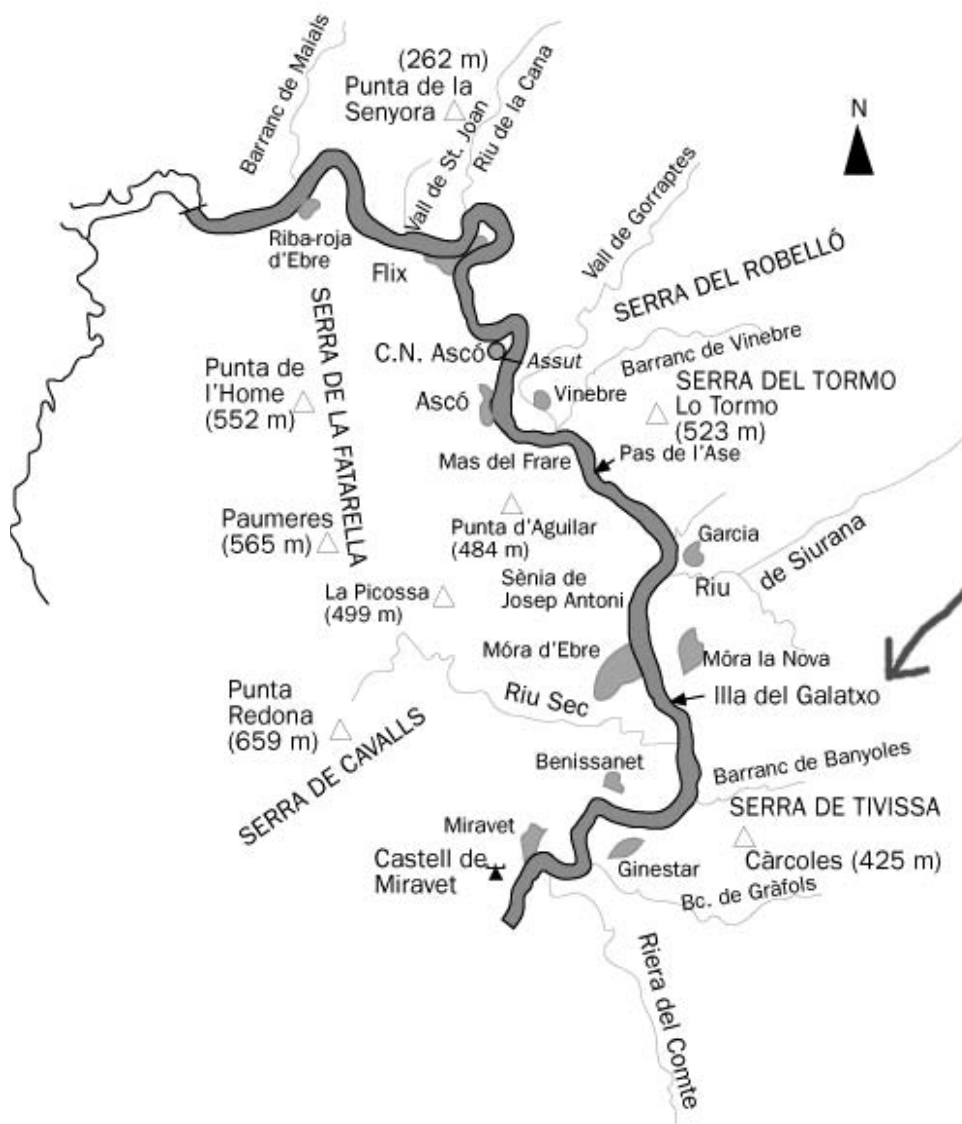 Barranc de Maials
(262 m)
Punta de la
Senyora
Vall de St. Joan
Riu de la Cana
N
Vall de Gorraptes
Riba-roja
d'Ebre
Flix
SERRA DEL ROBELLÓ
SERRA DE LA FATARELLA
C.N. Ascó
Assut
Barranc de Vinebre
Punta de
l'Home
(552 m)
Ascó
Vinebre
SERRA DEL TORMO
Lo Tormo
(523 m)
Mas del Frare
Pas de l'Ase
Paumeres
(565 m)
Punta d'Aguilar
(484 m)
Garcia
Riu
de Siurana
La Picossa
(499 m)
Sènia de
Josep Antoni
Móra d'Ebre
Móra la Nova
Riu Sec
Illa del Galatxo
Punta
Redona
(659 m)
SERRA DE CAVALLS
Benissanet
Barranc de Banyoles
SERRA DE TIVISSA
Miravet
Castell de
Miravet
Ginestar
Càrcoles (425 m)
Bc. de Gràfols
Riera del Comte